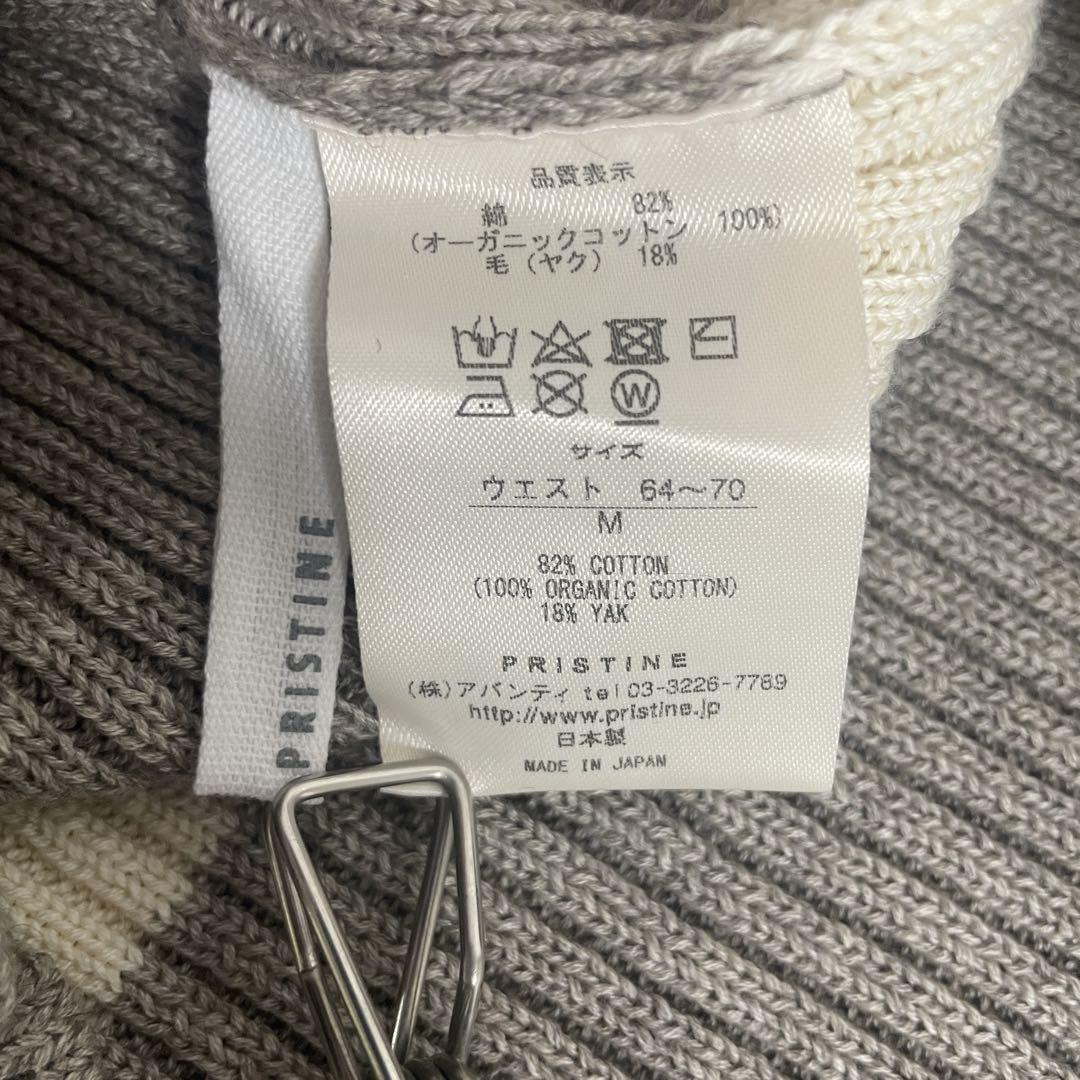 品質表示
綿 82%
(オーガニックコットン 100%)
毛(ヤク) 18%
W
サイズ
ウエスト 64〜70
M
82% COTTON
(100% ORGANIC COTTON)
18% YAK
PRISTINE
(株)アバンティ tel 03-3226-7789
http://www.pristine.jp
日本製
MADE IN JAPAN
PRISTINE